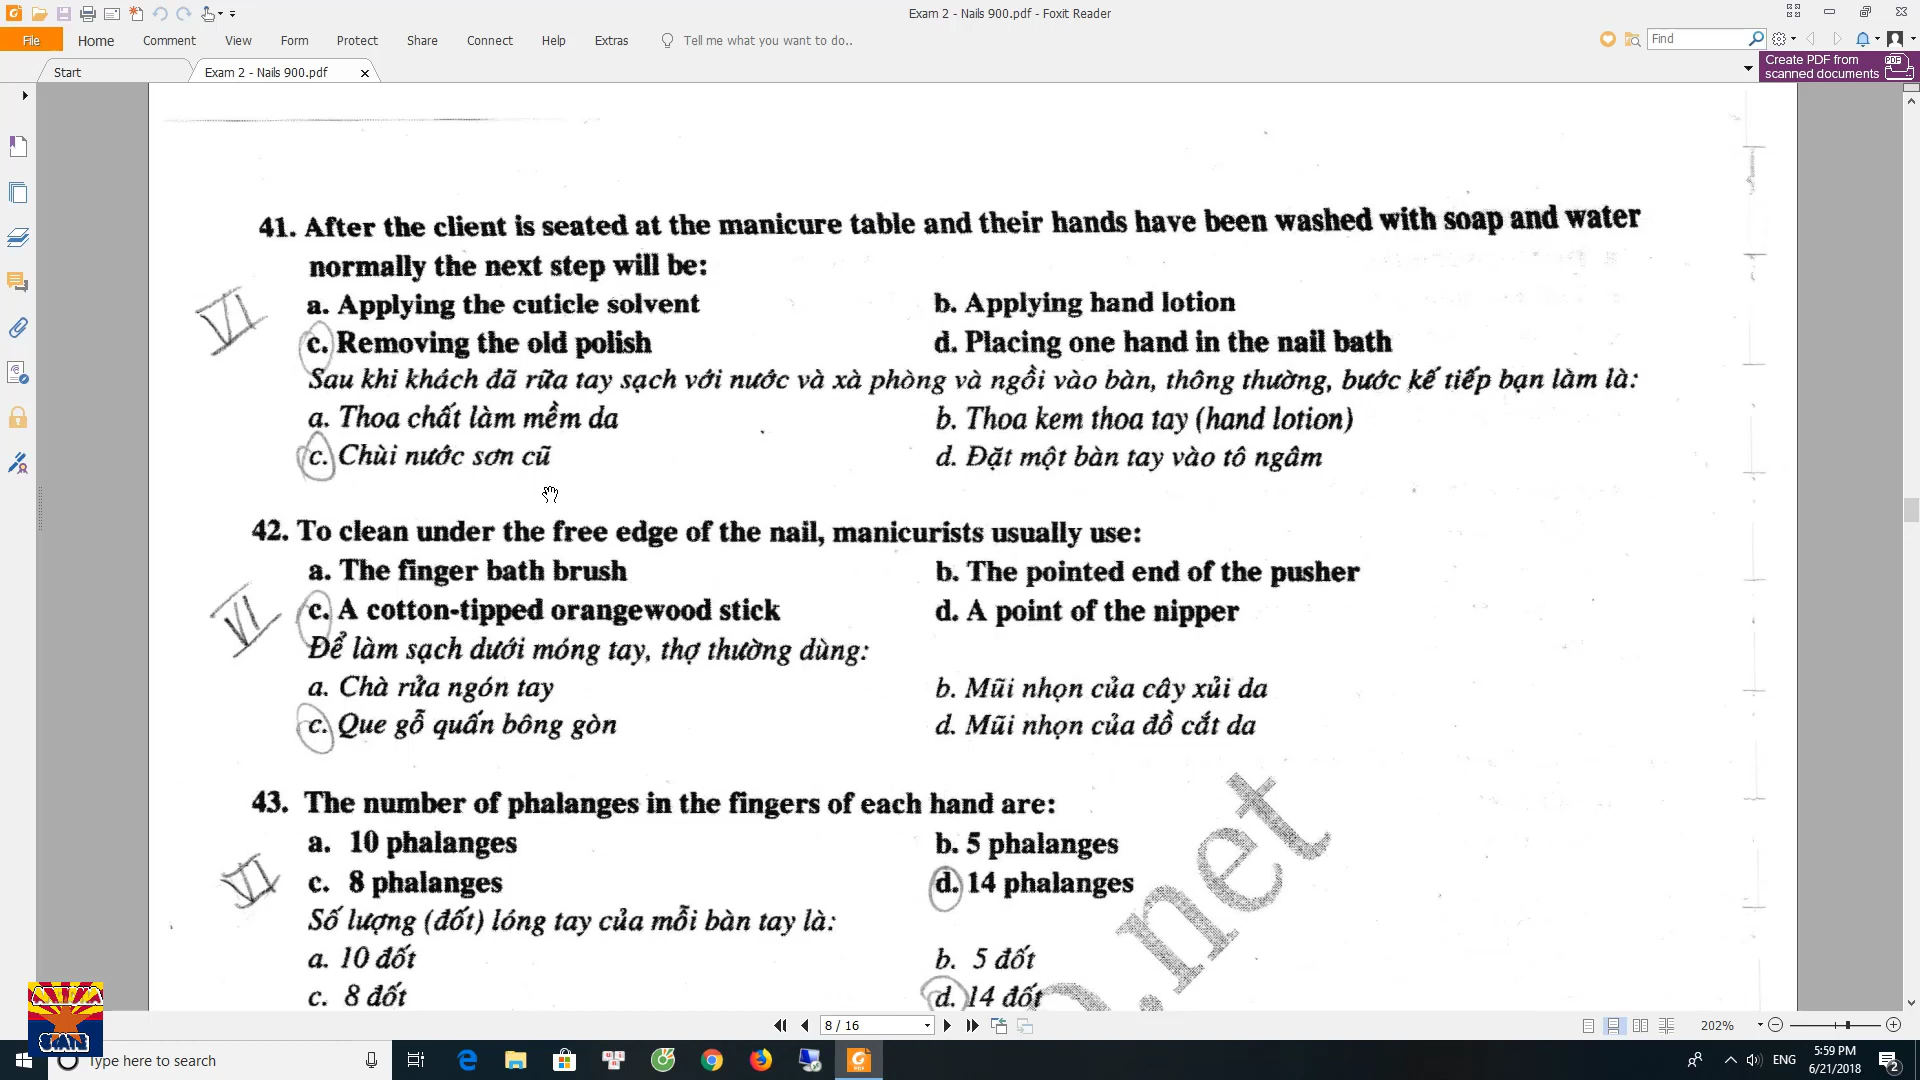 Exam 2 - Nails 900.pdf - Foxit Reader
File Home Comment View Form Protect Share Connect Help Extras Tell me what you want to do.. Find
Start Exam 2 - Nails 900.pdf
Create PDF from
scanned documents
41. After the client is seated at the manicure table and their hands have been washed with soap and water
normally the next step will be:
a. Applying the cuticle solvent b. Applying hand lotion
VI
c. Removing the old polish d. Placing one hand in the nail bath
Sau khi khách đã rữa tay sạch với nước và xà phòng và ngồi vào bàn, thông thường, bước kế tiếp bạn làm là:
a. Thoa chất làm mềm da b. Thoa kem thoa tay (hand lotion)
c. Chùi nước sơn cũ d. Đặt một bàn tay vào tô ngâm
42. To clean under the free edge of the nail, manicurists usually use:
a. The finger bath brush b. The pointed end of the pusher
VI
c. A cotton-tipped orangewood stick d. A point of the nipper
Để làm sạch dưới móng tay, thợ thường dùng:
a. Chà rửa ngón tay b. Mũi nhọn của cây xủi da
c. Que gỗ quấn bông gòn d. Mũi nhọn của đồ cắt da
43. The number of phalanges in the fingers of each hand are:
a. 10 phalanges b. 5 phalanges
VI
c. 8 phalanges d. 14 phalanges
Số lượng (đốt) lóng tay của mỗi bàn tay là:
a. 10 đốt b. 5 đốt
c. 8 đốt d. 14 đốt
.net
ARIZONA
STATE
8 / 16
202%
Type here to search
ENG
5:59 PM
6/21/2018
2